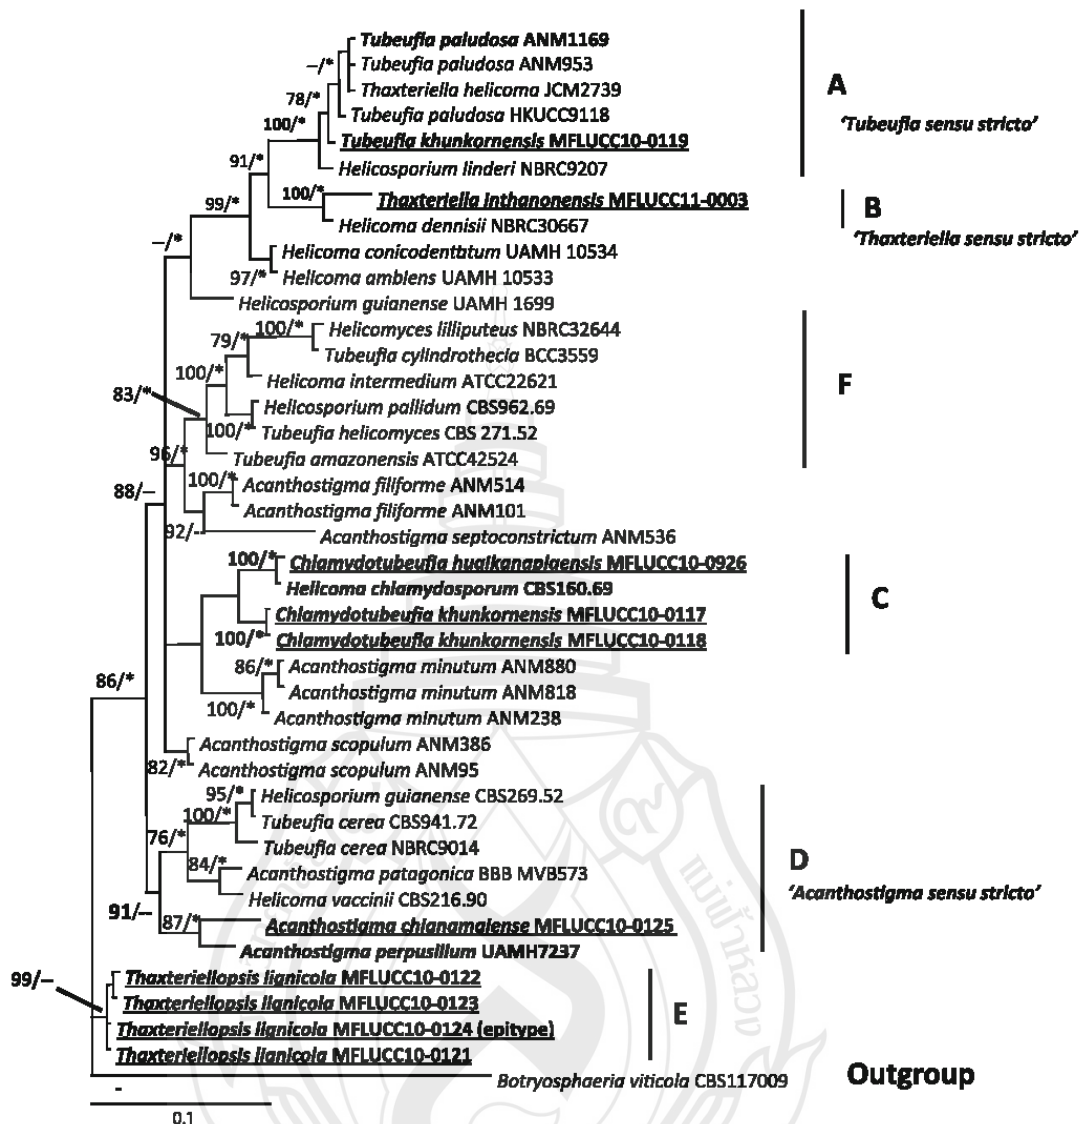 Tubeufia paludosa ANM1169
Tubeufia paludosa ANM953
–/*
Thaxteriella helicoma JCM2739
A
78/*
Tubeufia paludosa HKUCC9118
100/*
'Tubeufia sensu stricto'
Tubeufia khunkornensis MFLUCC10-0119
91/*
Helicosporium linderi NBRC9207
100/*
Thaxteriella inthanonensis MFLUCC11-0003
99/*
B
Helicoma dennisii NBRC30667
–/*
'Thaxteriella sensu stricto'
Helicoma conicodentatum UAMH 10534
97/*
Helicoma ambiens UAMH 10533
Helicosporium guianense UAMH 1699
100/*
Helicomyces lilliputeus NBRC32644
79/*
Tubeufia cylindrothecia BCC3559
100/*
Helicoma intermedium ATCC22621
F
83/*
Helicosporium pallidum CBS962.69
100/*
Tubeufia helicomyces CBS 271.52
96/*
Tubeufia amazonensis ATCC42524
100/*
Acanthostigma filiforme ANM514
88/–
Acanthostigma filiforme ANM101
92/-
Acanthostigma septoconstrictum ANM536
100/*
Chlamydotubeufia huaikanaplaensis MFLUCC10-0926
Helicoma chlamydosporum CBS160.69
C
Chlamydotubeufia khunkornensis MFLUCC10-0117
100/*
Chlamydotubeufia khunkornensis MFLUCC10-0118
86/*
Acanthostigma minutum ANM880
86/*
Acanthostigma minutum ANM818
100/*
Acanthostigma minutum ANM238
Acanthostigma scopulum ANM386
82/*
Acanthostigma scopulum ANM95
95/*
Helicosporium guianense CBS269.52
100/*
Tubeufia cerea CBS941.72
76/*
Tubeufia cerea NBRC9014
D
84/*
Acanthostigma patagonica BBB MVB573
'Acanthostigma sensu stricto'
Helicoma vaccinii CBS216.90
91/–
87/*
Acanthostigma chianamaiense MFLUCC10-0125
Acanthostigma perpusillum UAMH7237
99/–
Thaxteriellopsis lignicola MFLUCC10-0122
Thaxteriellopsis lignicola MFLUCC10-0123
E
Thaxteriellopsis lignicola MFLUCC10-0124 (epitype)
Thaxteriellopsis lignicola MFLUCC10-0121
Botryosphaeria viticola CBS117009
Outgroup
0.1